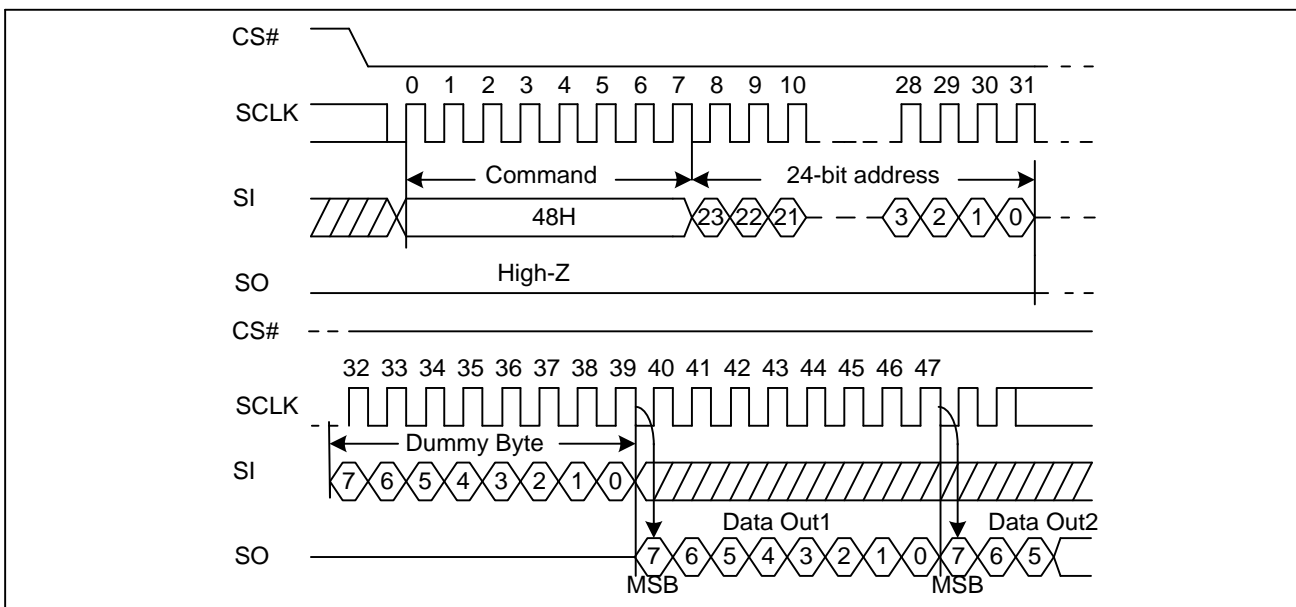 CS#
0 1 2 3 4 5 6 7 8 9 10 28 29 30 31
SCLK
Command 24-bit address
SI
48H 23 22 21 3 2 1 0
High-Z
SO
CS#
32 33 34 35 36 37 38 39 40 41 42 43 44 45 46 47
SCLK
Dummy Byte
SI
7 6 5 4 3 2 1 0
Data Out1 Data Out2
SO
7 6 5 4 3 2 1 0 7 6 5
MSB MSB